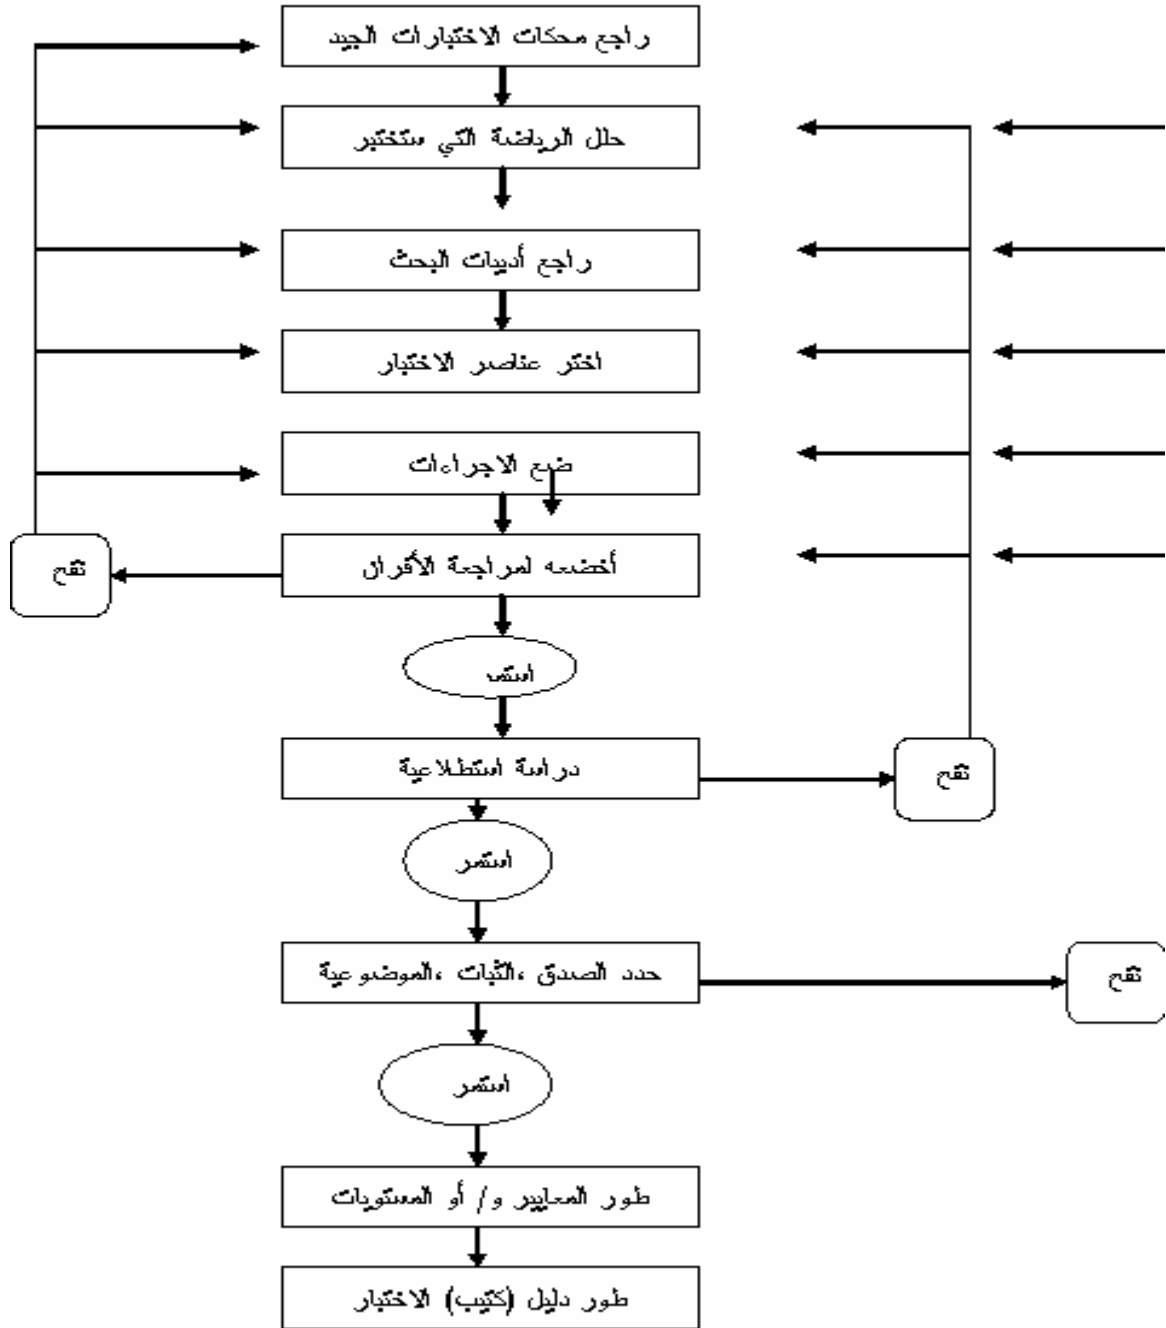 راجع محكات الاختبارات الجيد
حلل الرياضة التي ستختبر
راجع أدبيات البحث
اختر عناصر الاختبار
ضع الاجراءات
أخضعه لمراجعة الأقران
نقح
استمـ
دراسة استطلاعية
نقح
استمر
حدد الصدق ،الثبات ،الموضوعية
نقح
استمر
طور المعايير و/ أو المستويات
طور دليل (كتيب) الاختبار